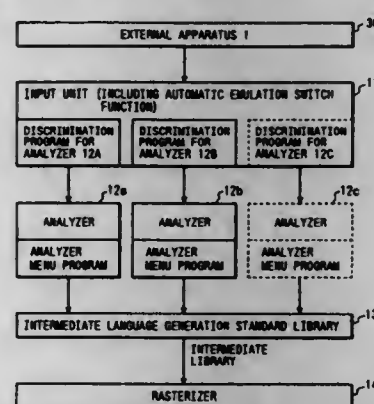 EXTERNAL APPARATUS 1
30
INPUT UNIT (INCLUDING AUTOMATIC EMULATION SWITCH
FUNCTION)
DISCRIMINATION PROGRAM FOR ANALYZER 12A
DISCRIMINATION PROGRAM FOR ANALYZER 12B
DISCRIMINATION PROGRAM FOR ANALYZER 12C
12a
12b
12c
ANALYZER
ANALYZER
ANALYZER
ANALYZER MENU PROGRAM
ANALYZER MENU PROGRAM
ANALYZER MENU PROGRAM
INTERMEDIATE LANGUAGE GENERATION STANDARD LIBRARY
13
INTERMEDIATE
LIBRARY
RASTERIZER
14